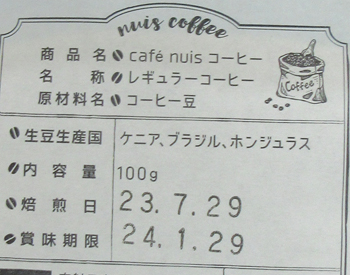 nuis coffee
商品名 café nuis コーヒー
名称 レギュラーコーヒー
原材料名 コーヒー豆
Coffee
生豆生産国 ケニア、ブラジル、ホンジュラス
内容量 100g
焙煎日 23.7.29
賞味期限 24.1.29